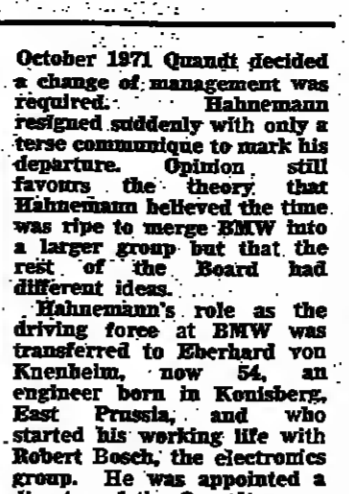 October 1971 Quandt decided
a change of management was
required. Hahnemann
resigned suddenly with only a
terse communique to mark his
departure. Opinion still
favours the theory that
Hahnemann believed the time
was ripe to merge BMW into
a larger group but that the
rest of the Board had
different ideas.
Hahnemann's role as the
driving force at BMW was
transferred to Eberhard von
Knenheim, now 54, an
engineer born in Konisberg,
East Prussia, and who
started his working life with
Robert Bosch, the electronics
group. He was appointed a